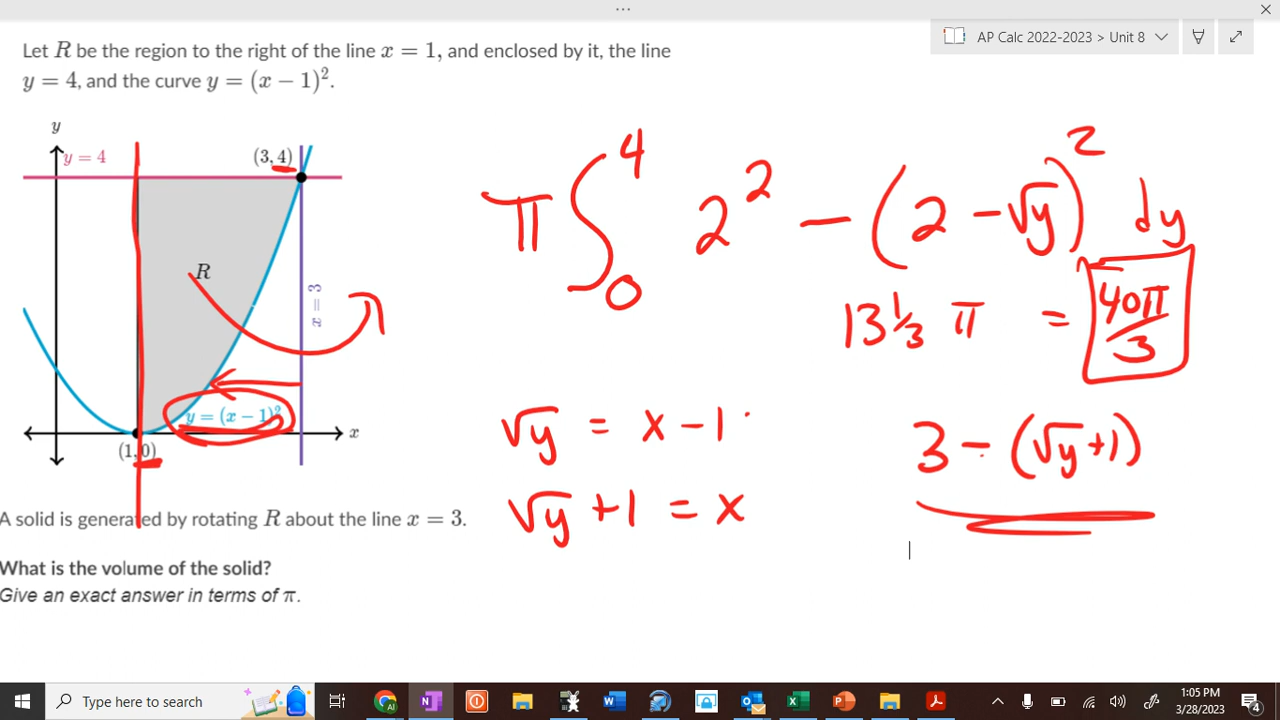 Let R be the region to the right of the line x = 1, and enclosed by it, the line
y = 4, and the curve y = (x − 1)².
AP Calc 2022-2023 > Unit 8
y
y = 4
(3, 4)
R
x = 3
y = (x − 1)²
x
(1, 0)
π ∫₀⁴ 2² − (2 − √y)² dy
13 ⅓ π = 40π/3
√y = x − 1
√y + 1 = x
3 − (√y + 1)
A solid is generated by rotating R about the line x = 3.
What is the volume of the solid?
Give an exact answer in terms of π.
Type here to search
1:05 PM
3/28/2023
4